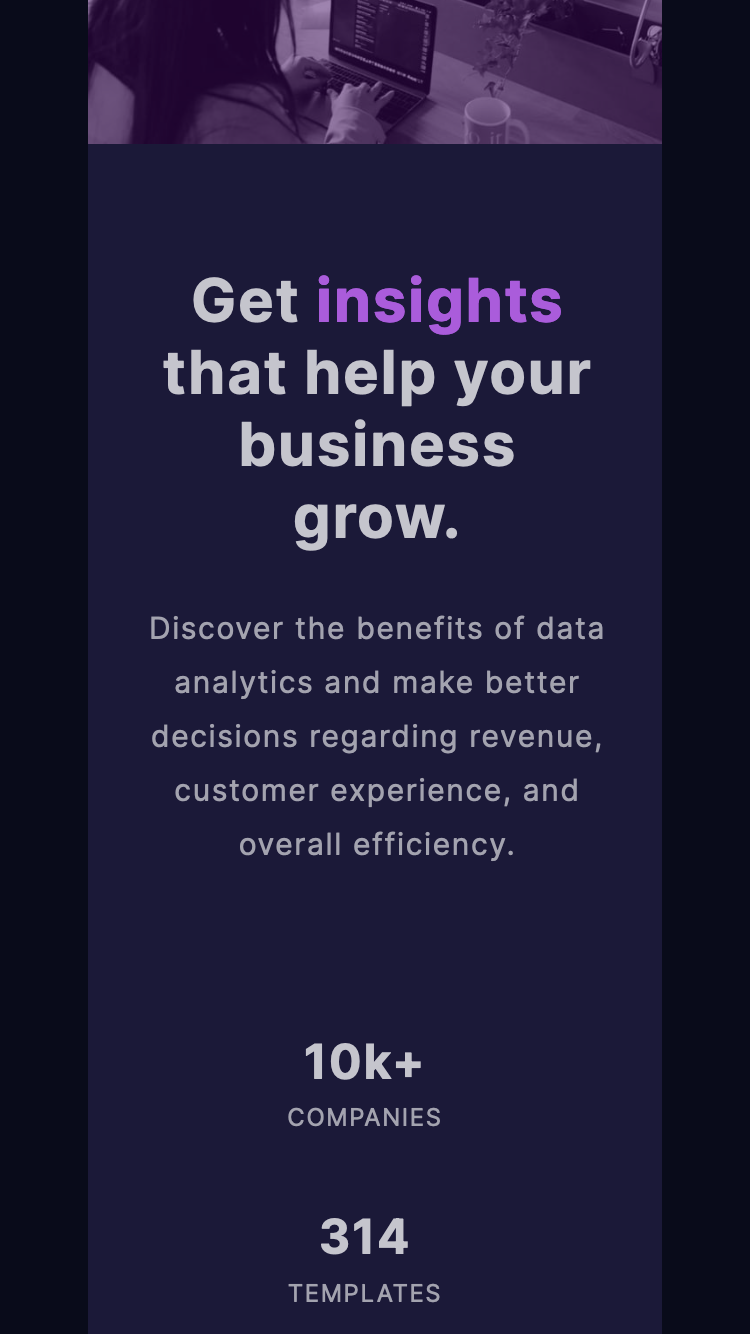 Get insights
that help your
business
grow.
Discover the benefits of data
analytics and make better
decisions regarding revenue,
customer experience, and
overall efficiency.
10k+
COMPANIES
314
TEMPLATES